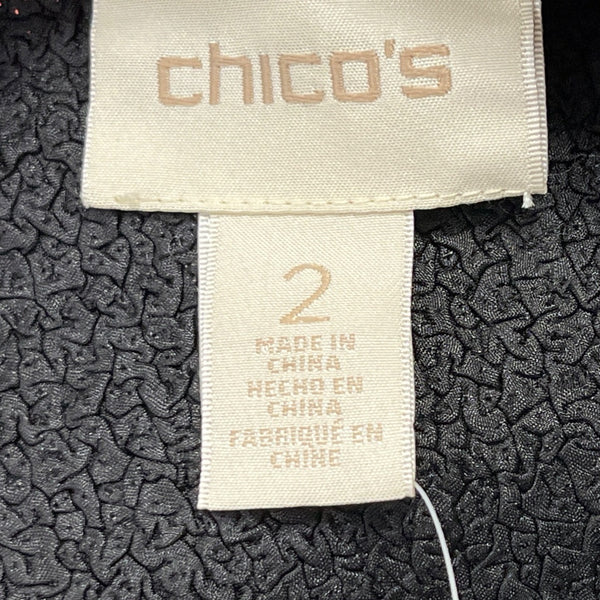 chico's
2
MADE IN
CHINA
HECHO EN
CHINA
FABRIQUÉ EN
CHINE